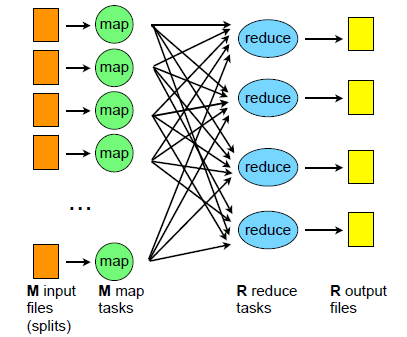 map
reduce
map
map
reduce
map
reduce
...
reduce
map
M input
files
(splits)
M map
tasks
R reduce
tasks
R output
files